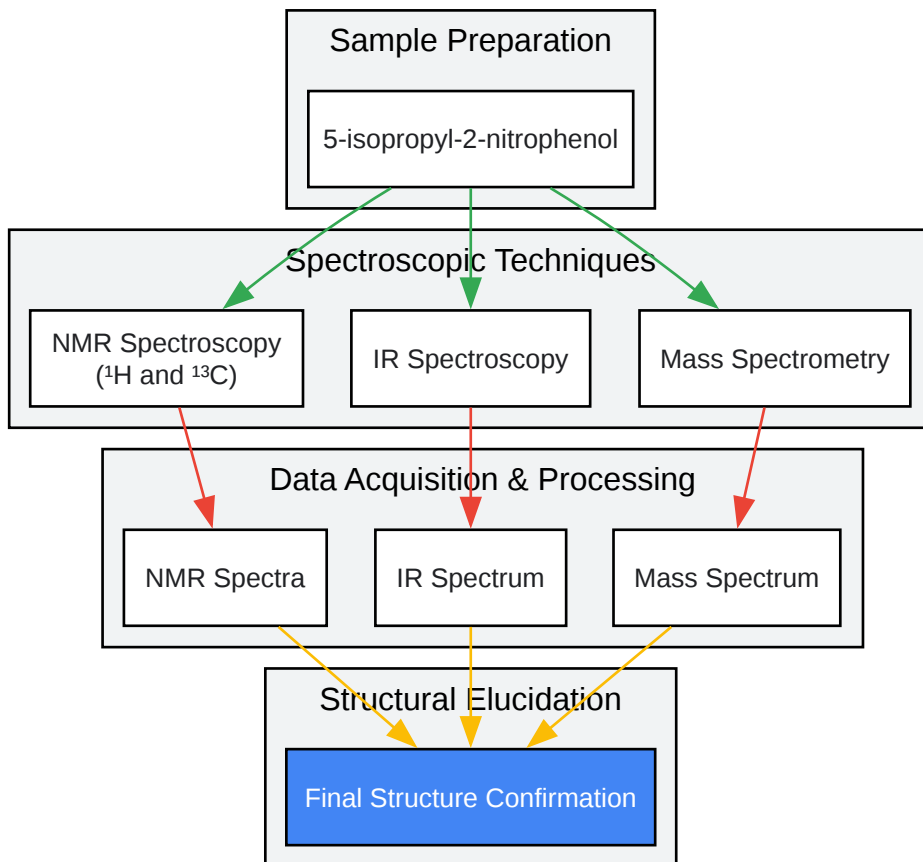 Sample Preparation
5-isopropyl-2-nitrophenol
Spectroscopic Techniques
NMR Spectroscopy
(¹H and ¹³C)
IR Spectroscopy
Mass Spectrometry
Data Acquisition & Processing
NMR Spectra
IR Spectrum
Mass Spectrum
Structural Elucidation
Final Structure Confirmation